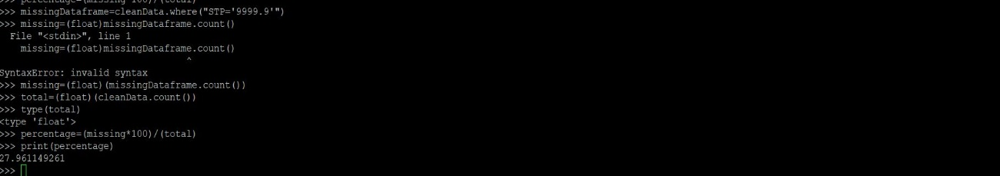 >>> percentage=(missing*100)/(total)
>>> missingDataframe=cleanData.where("STP='9999.9'")
>>> missing=(float)missingDataframe.count()
  File "<stdin>", line 1
    missing=(float)missingDataframe.count()
                                  ^
SyntaxError: invalid syntax
>>> missing=(float)(missingDataframe.count())
>>> total=(float)(cleanData.count())
>>> type(total)
<type 'float'>
>>> percentage=(missing*100)/(total)
>>> print(percentage)
27.961149261
>>>